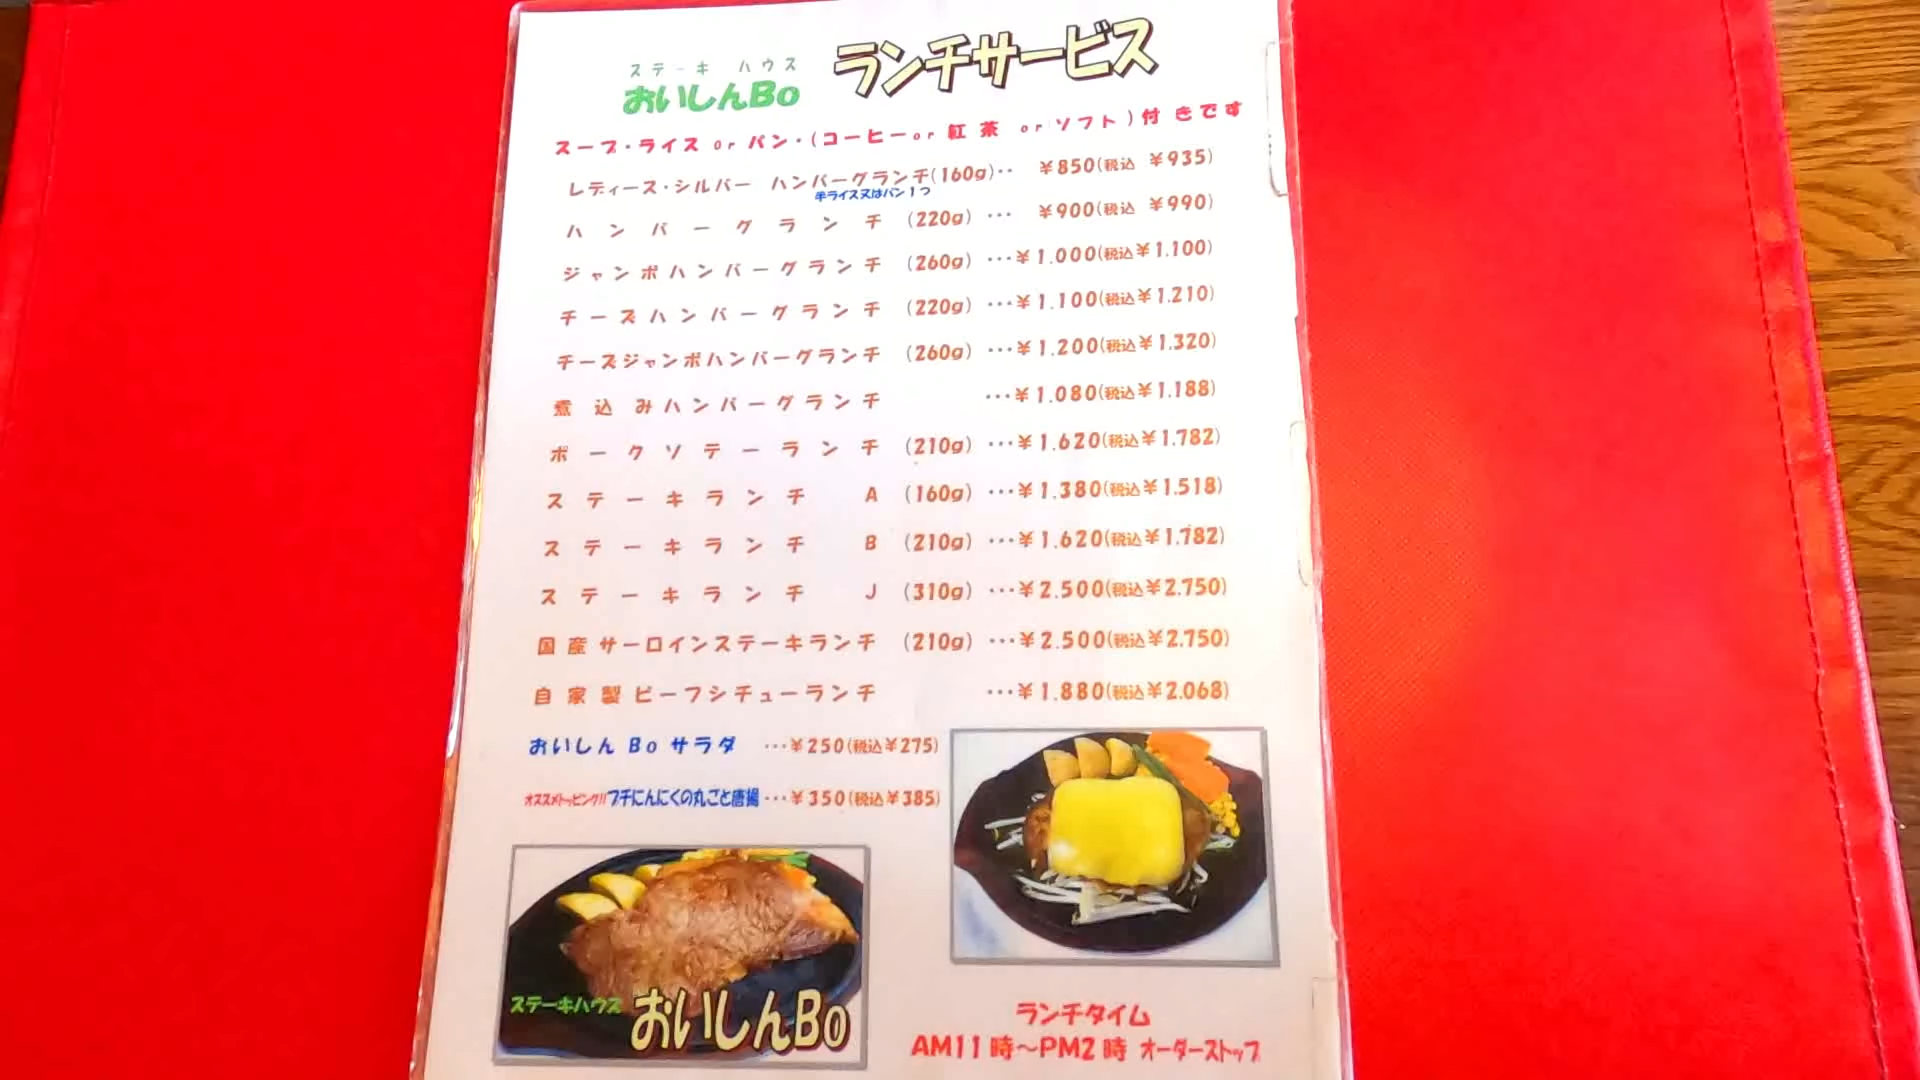 ステーキ ハウス
おいしんBo
ランチサービス
スープ・ライス or パン・(コーヒーor 紅茶 or ソフト)付きです
レディース・シルバー ハンバーグランチ(160g)‥ ￥850(税込 ￥935)
半ライス又はパン1つ
ハンバーグランチ (220g) … ￥900(税込 ￥990)
ジャンボハンバーグランチ (260g) …￥1.000(税込￥1.100)
チーズハンバーグランチ (220g) …￥1.100(税込￥1.210)
チーズジャンボハンバーグランチ (260g) …￥1.200(税込￥1.320)
煮込みハンバーグランチ …￥1.080(税込￥1.188)
ポークソテーランチ (210g) …￥1.620(税込￥1.782)
ステーキランチ A (160g) …￥1.380(税込￥1.518)
ステーキランチ B (210g) …￥1.620(税込￥1.782)
ステーキランチ J (310g) …￥2.500(税込￥2.750)
国産サーロインステーキランチ (210g) …￥2.500(税込￥2.750)
自家製ビーフシチューランチ …￥1.880(税込￥2.068)
おいしん Bo サラダ …￥250(税込￥275)
オススメトッピング!!プチにんにくの丸ごと唐揚…￥350(税込￥385)
ステーキハウス おいしんBo
ランチタイム
AM11時～PM2時 オーダーストップ